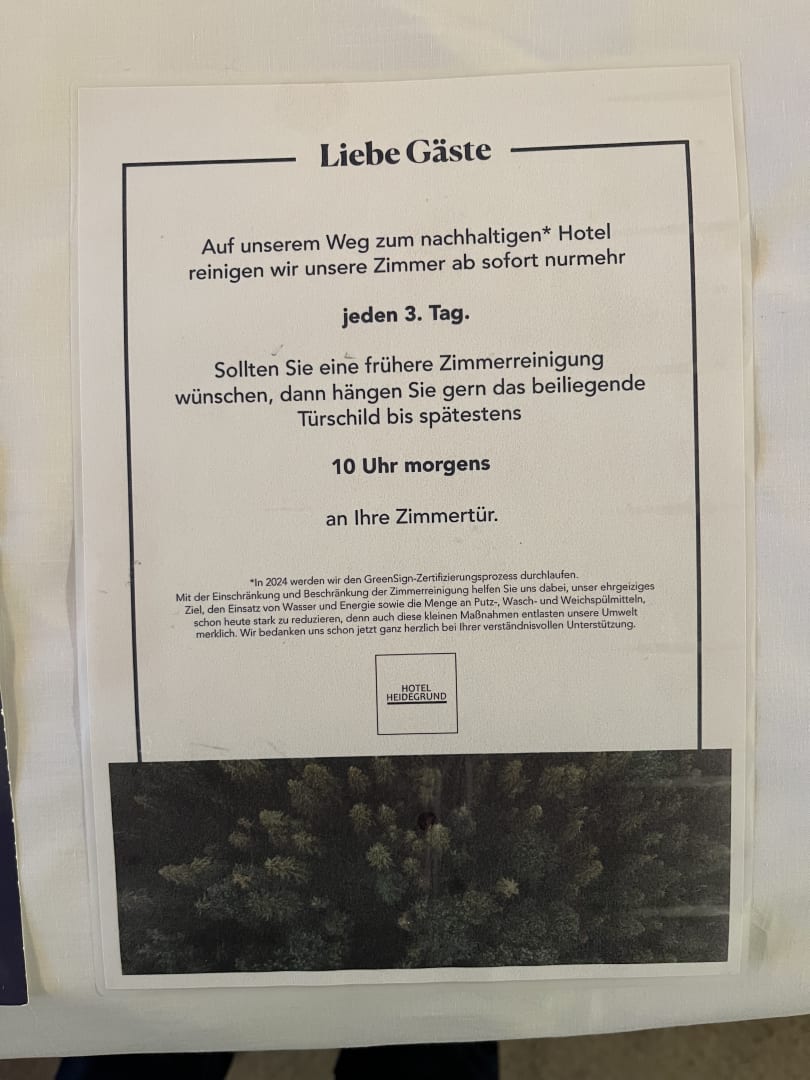 Liebe Gäste
Auf unserem Weg zum nachhaltigen* Hotel
reinigen wir unsere Zimmer ab sofort nurmehr
jeden 3. Tag.
Sollten Sie eine frühere Zimmerreinigung
wünschen, dann hängen Sie gern das beiliegende
Türschild bis spätestens
10 Uhr morgens
an Ihre Zimmertür.
*In 2024 werden wir den GreenSign-Zertifizierungsprozess durchlaufen.
Mit der Einschränkung und Beschränkung der Zimmerreinigung helfen Sie uns dabei, unser ehrgeiziges
Ziel, den Einsatz von Wasser und Energie sowie die Menge an Putz-, Wasch- und Weichspülmitteln,
schon heute stark zu reduzieren, denn auch diese kleinen Maßnahmen entlasten unsere Umwelt
merklich. Wir bedanken uns schon jetzt ganz herzlich bei Ihrer verständnisvollen Unterstützung.
HOTEL
HEIDEGRUND